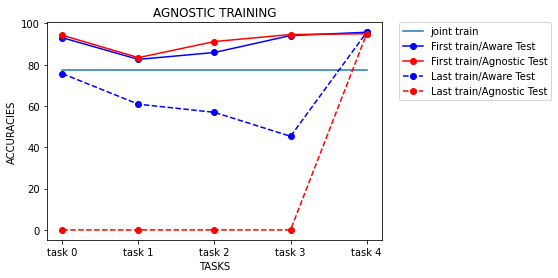 AGNOSTIC TRAINING
100
80
60
40
20
0
ACCURACIES
task 0 task 1 task 2 task 3 task 4
TASKS
joint train
First train/Aware Test
First train/Agnostic Test
Last train/Aware Test
Last train/Agnostic Test